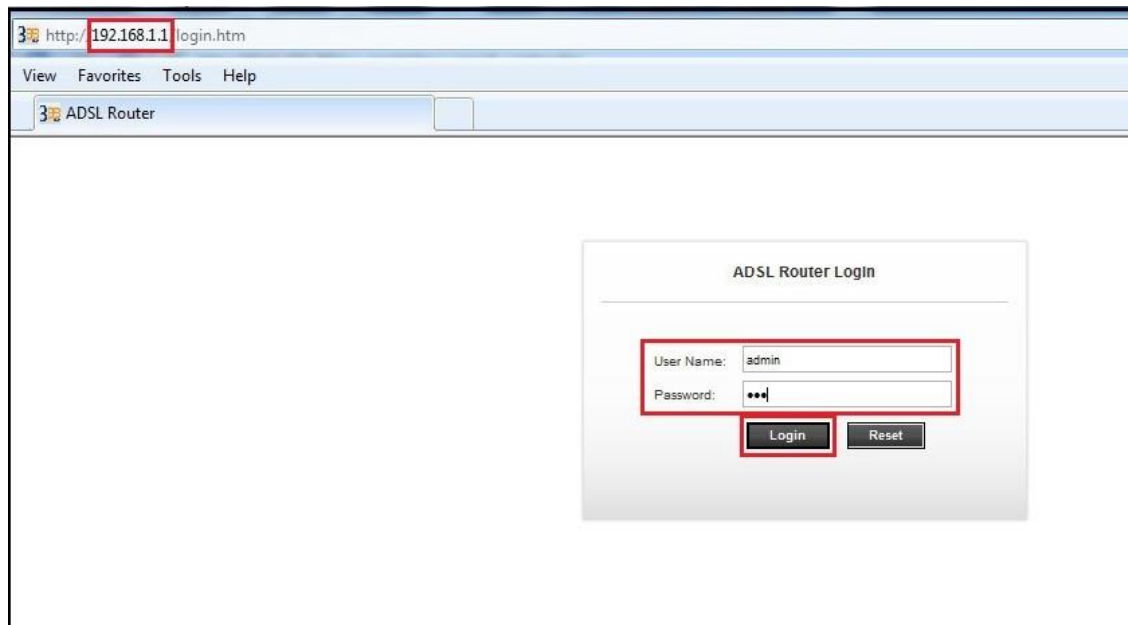 http://192.168.1.1/login.htm
View Favorites Tools Help
ADSL Router
ADSL Router Login
User Name: admin
Password: •••
Login Reset